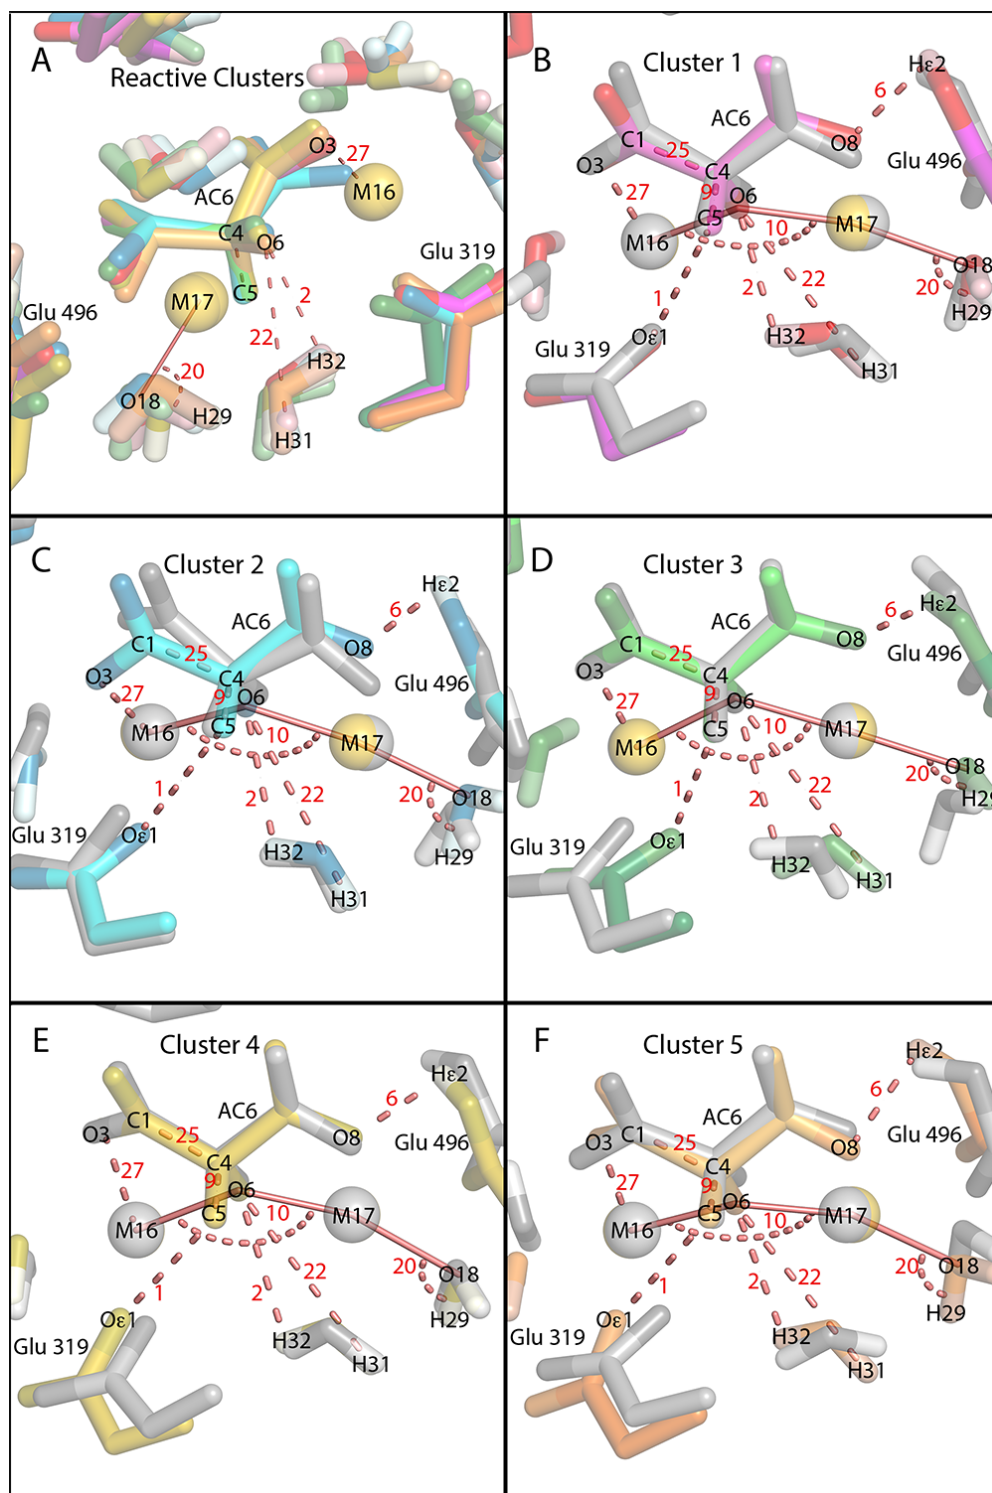 A
Reactive Clusters
O3
27
M16
AC6
C4
O6
Glu 319
M17
C5
2
Glu 496
22
20
H32
O18
H29
H31
B
Cluster 1
Hε2
6
AC6
C1
O8
25
O3
C4
Glu 496
27
9
O6
C5
M16
10
M17
O18
1
2
22
20
H29
Glu 319
Oε1
H32
H31
C
Cluster 2
Hε2
6
AC6
C1
O8
25
O3
C4
Glu 496
27
9
O6
M16
C5
10
M17
1
2
22
20
O18
Glu 319
Oε1
H32
H29
H31
D
Cluster 3
Hε2
6
AC6
C1
O8
25
O3
C4
Glu 496
9
27
O6
M16
C5
10
M17
O18
1
2
22
20
H29
Glu 319
Oε1
H32
H31
E
Cluster 4
Hε2
6
AC6
C1
O3
25
O8
Glu 496
C4
27
9
O6
C5
10
M16
M17
20
O18
1
2
22
Oε1
H29
Glu 319
H32
H31
F
Cluster 5
Hε2
6
AC6
C1
O3
25
O8
Glu 496
C4
27
9
O6
C5
10
M16
M17
20
O18
1
2
22
Oε1
H29
Glu 319
H32
H31